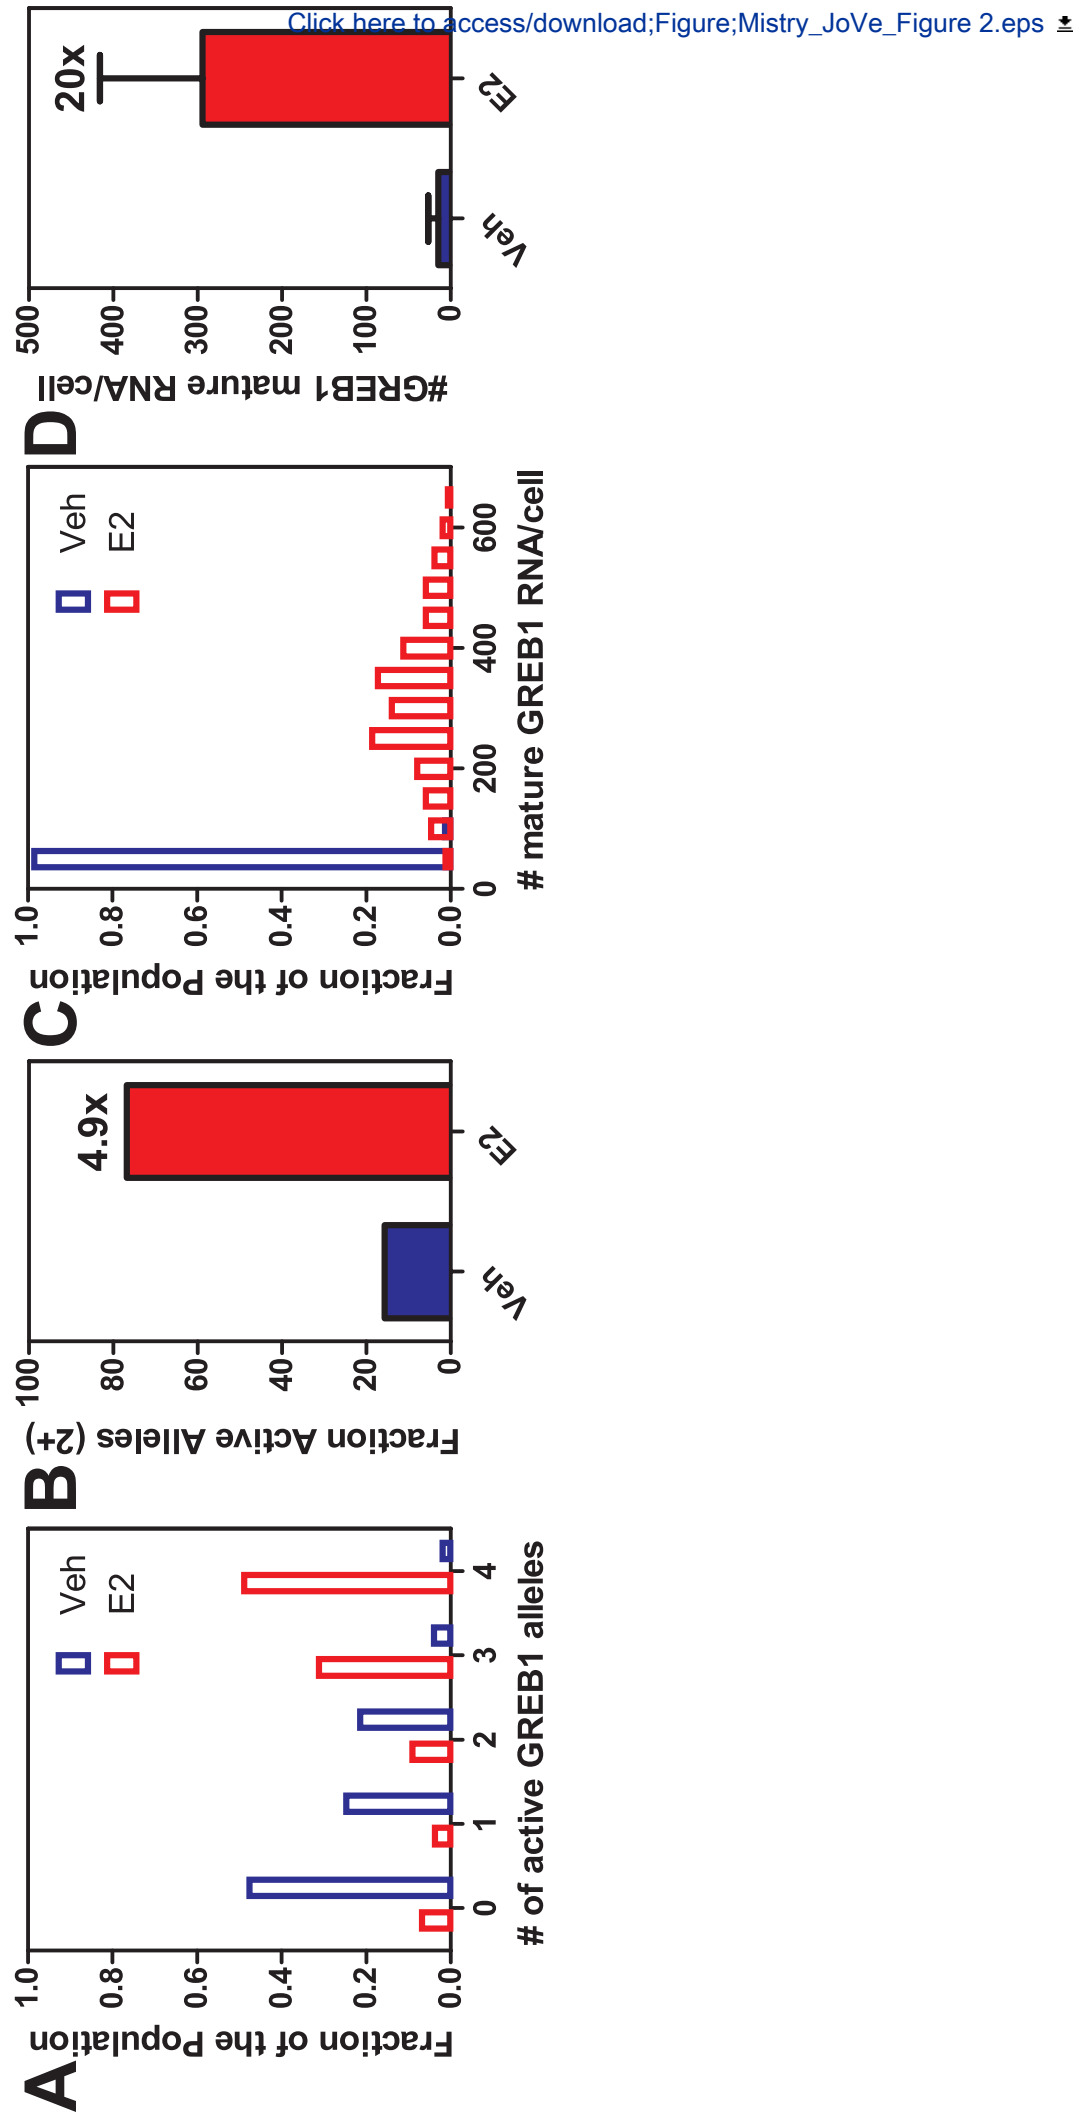 Click here to access/download;Figure;Mistry_JoVe_Figure 2.eps
A
Fraction of the Population
1.0
0.8
0.6
0.4
0.2
0.0
Veh
E2
0 1 2 3 4
# of active GREB1 alleles
B
Fraction Active Alleles (2+)
100
80
60
40
20
0
4.9x
Veh E2
C
Fraction of the Population
1.0
0.8
0.6
0.4
0.2
0.0
Veh
E2
0 200 400 600
# mature GREB1 RNA/cell
D
#GREB1 mature RNA/cell
500
400
300
200
100
0
20x
Veh E2